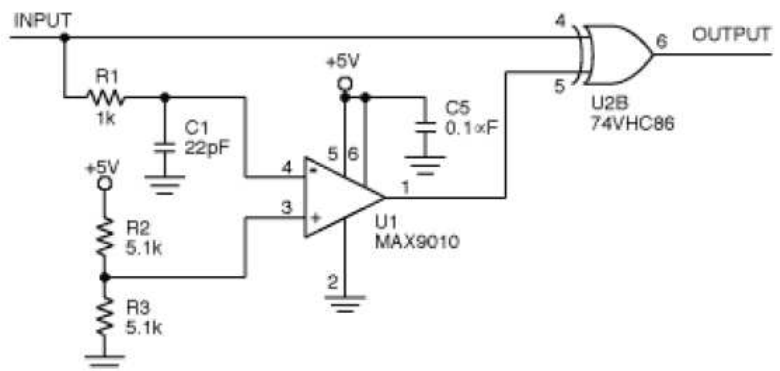 INPUT
4
6
OUTPUT
+5V
5
R1
1k
C5
0.1∝F
U2B
74VHC86
C1
22pF
5 6
4
-
+5V
1
3
+
U1
MAX9010
R2
5.1k
2
R3
5.1k